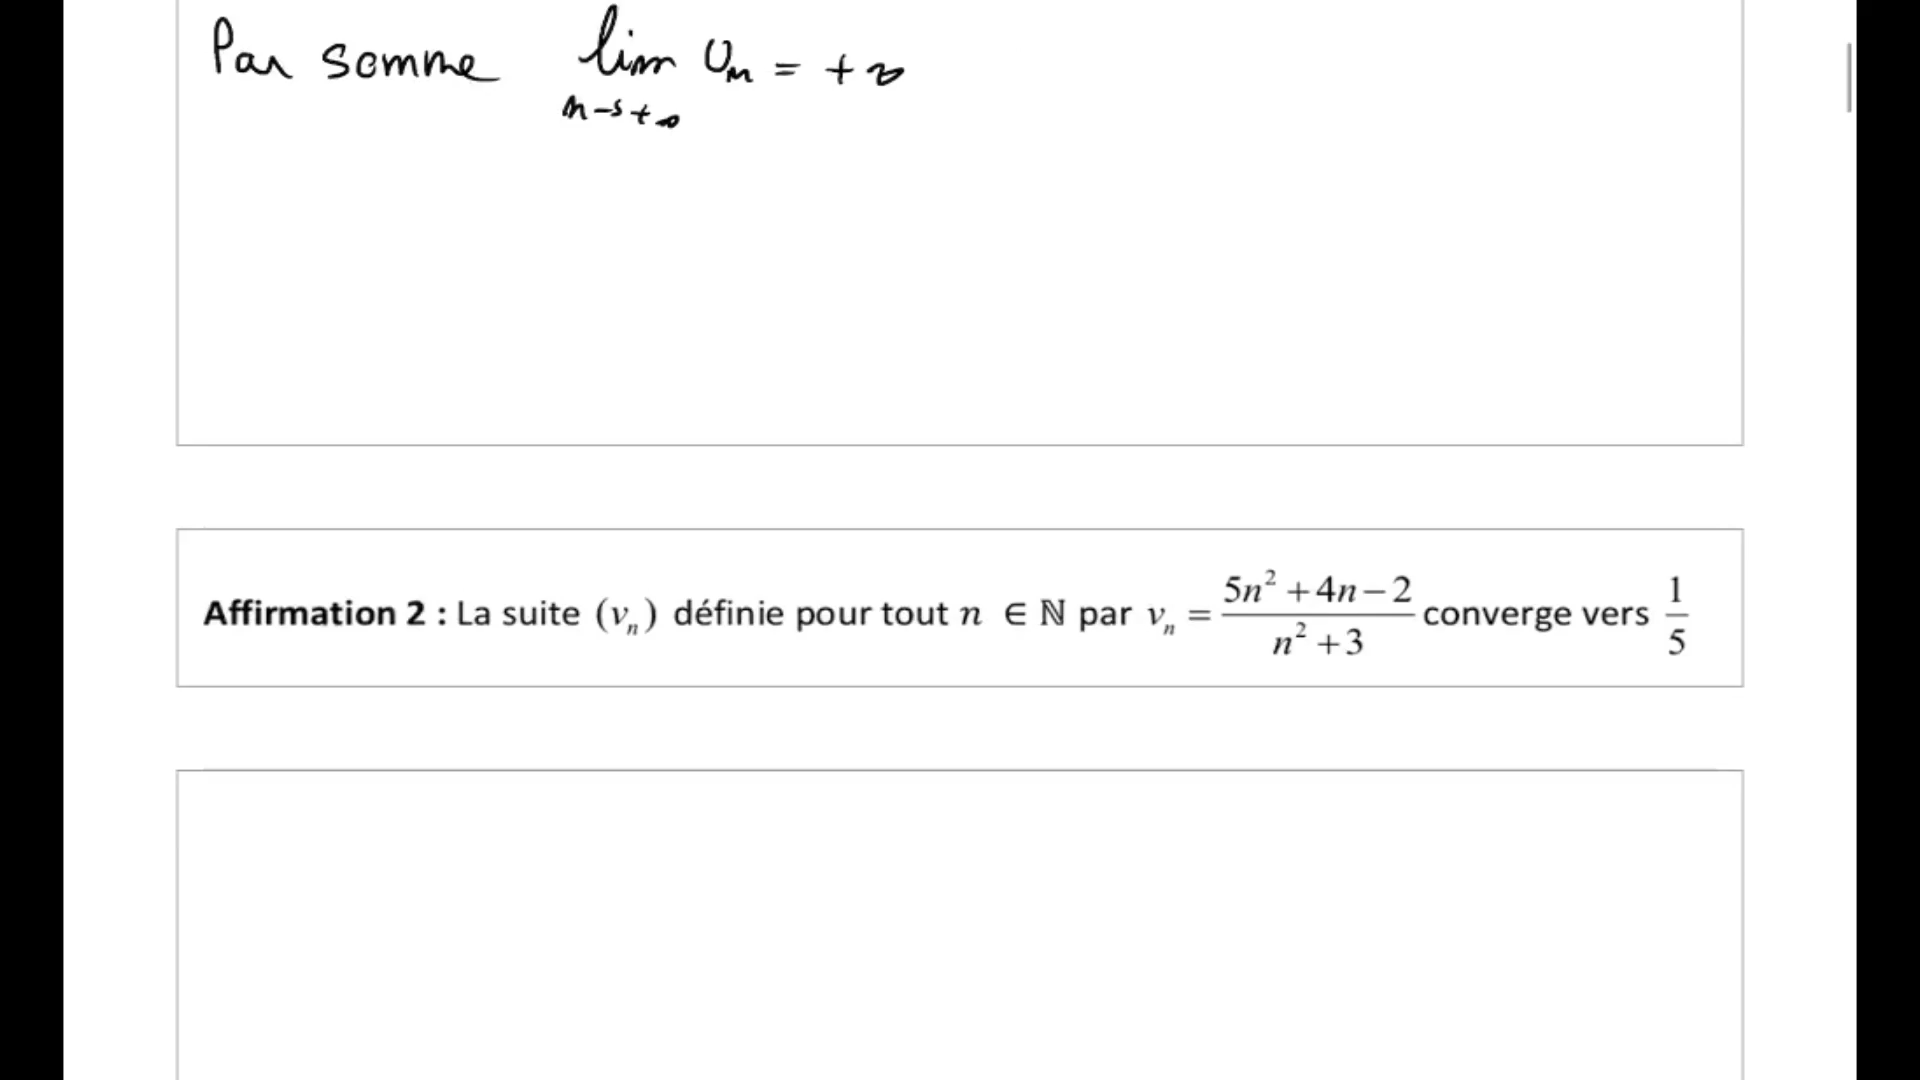 Par somme lim Un = +∞
n→+∞
Affirmation 2 : La suite (vₙ) définie pour tout n ∈ ℕ par vₙ = (5n² + 4n − 2)/(n² + 3) converge vers 1/5